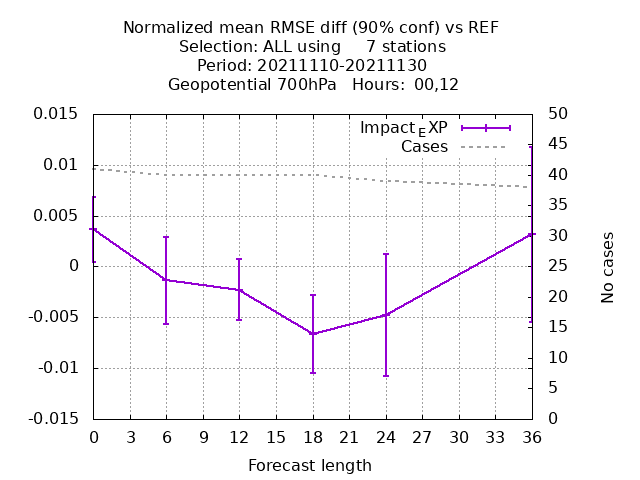 Normalized mean RMSE diff (90% conf) vs REF
Selection: ALL using 7 stations
Period: 20211110-20211130
Geopotential 700hPa Hours: 00,12
0.015 50
Impact_EXP
45
Cases
0.01 40
35
0.005
30
0 25
20
-0.005
15
-0.01 10
5
-0.015 0
No cases
0 3 6 9 12 15 18 21 24 27 30 33 36
Forecast length